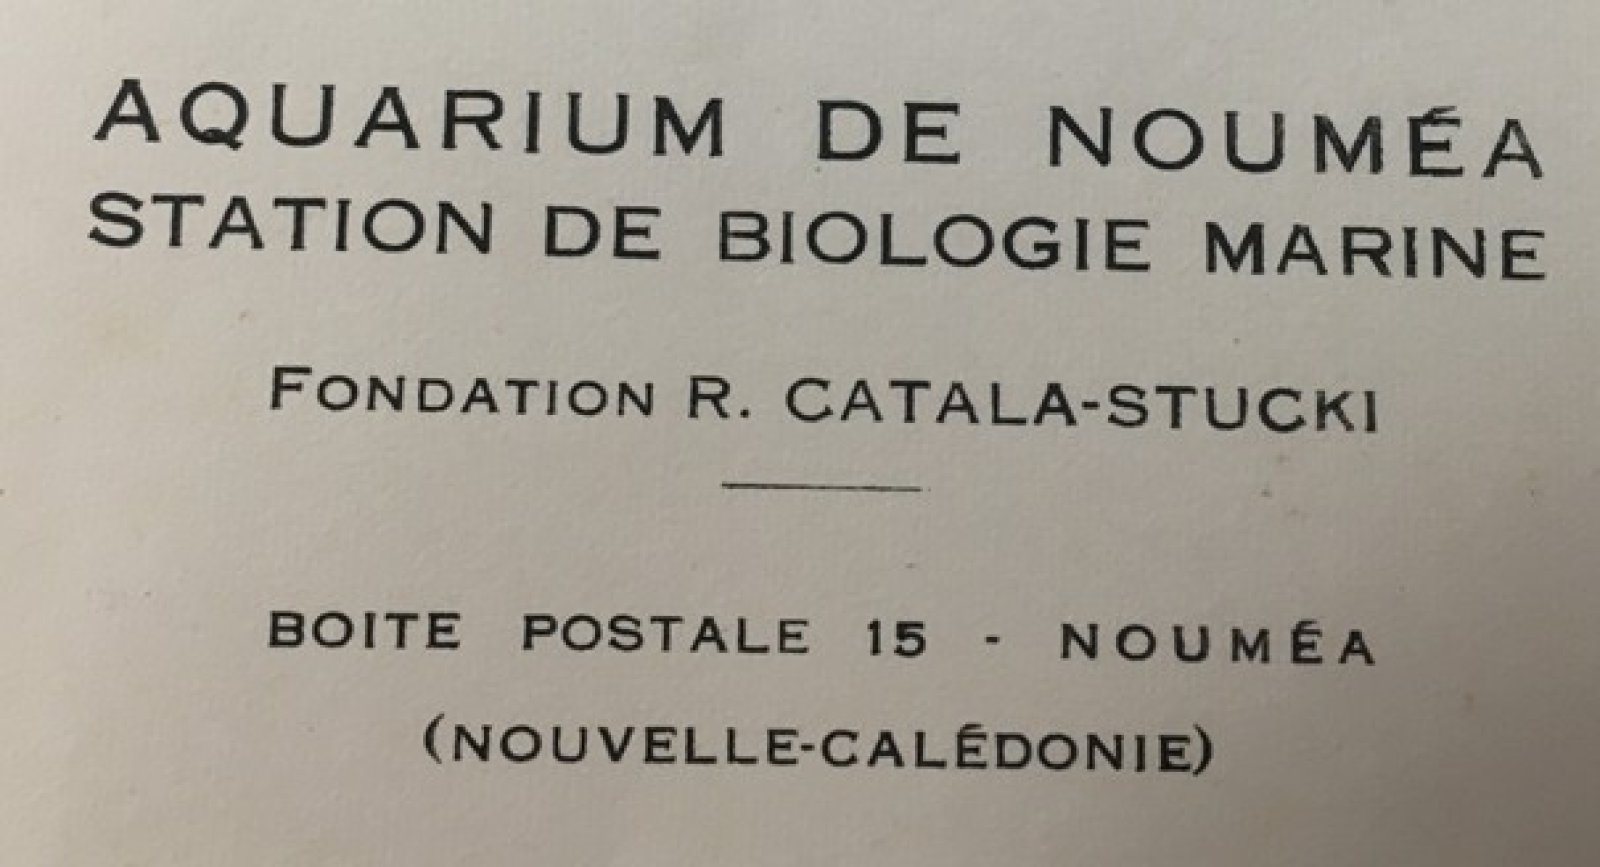 AQUARIUM DE NOUMÉA
STATION DE BIOLOGIE MARINE
FONDATION R. CATALA-STUCKI
BOITE POSTALE 15 - NOUMÉA
(NOUVELLE-CALÉDONIE)